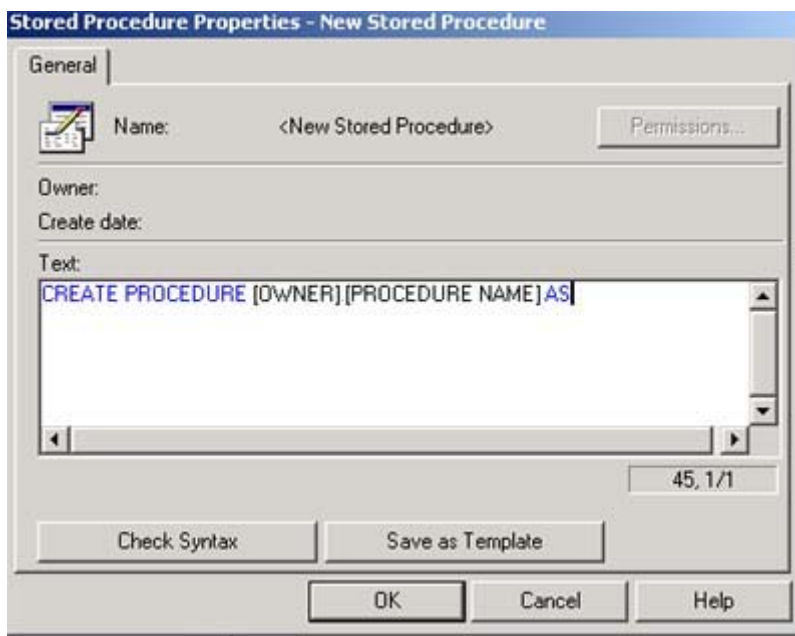 Stored Procedure Properties - New Stored Procedure
General
Name: <New Stored Procedure> Permissions...
Owner:
Create date:
Text:
CREATE PROCEDURE [OWNER].[PROCEDURE NAME] AS
45, 1/1
Check Syntax Save as Template
OK Cancel Help